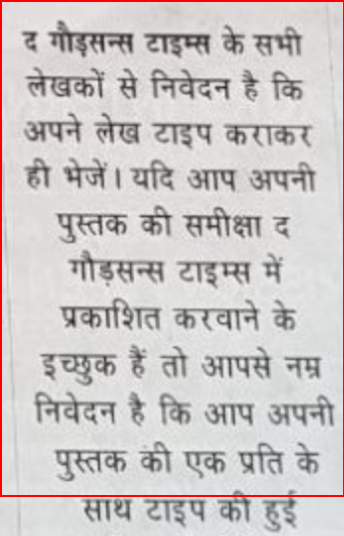 द गौड़सन्स टाइम्स के सभी
लेखकों से निवेदन है कि
अपने लेख टाइप कराकर
ही भेजें। यदि आप अपनी
पुस्तक की समीक्षा द
गौड़सन्स टाइम्स में
प्रकाशित करवाने के
इच्छुक हैं तो आपसे नम्र
निवेदन है कि आप अपनी
पुस्तक की एक प्रति के
साथ टाइप की हुई